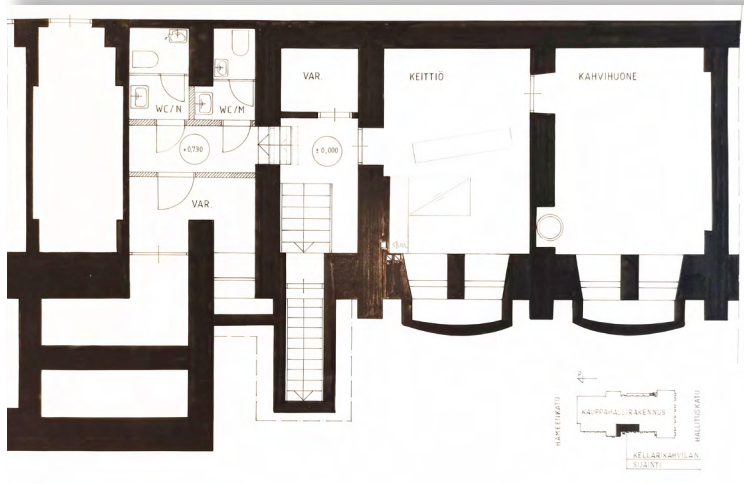 VAR.
KEITTIÖ
KAHVIHUONE
WC/N
WC/M
+0,730
± 0,000
VAR.
HÄMEENKATU
KAUPPAHALLIRAKENNUS
HALLITUSKATU
KELLARIKAHVILAN
SIJAINTI